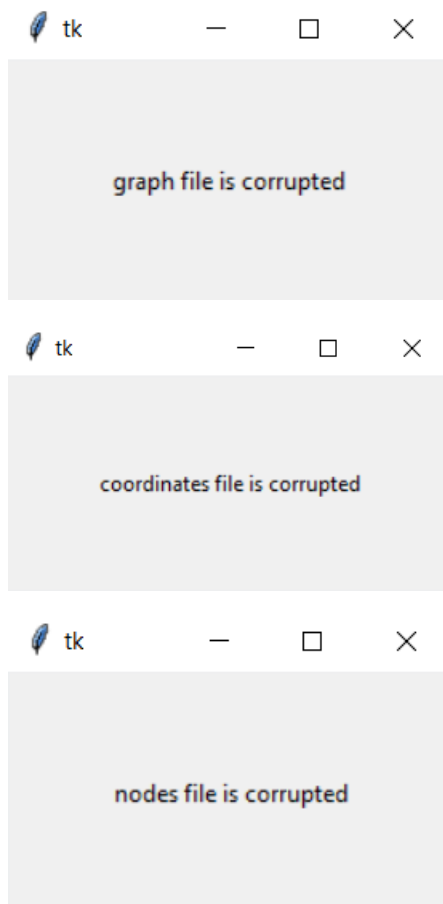 tk
graph file is corrupted
tk
coordinates file is corrupted
tk
nodes file is corrupted